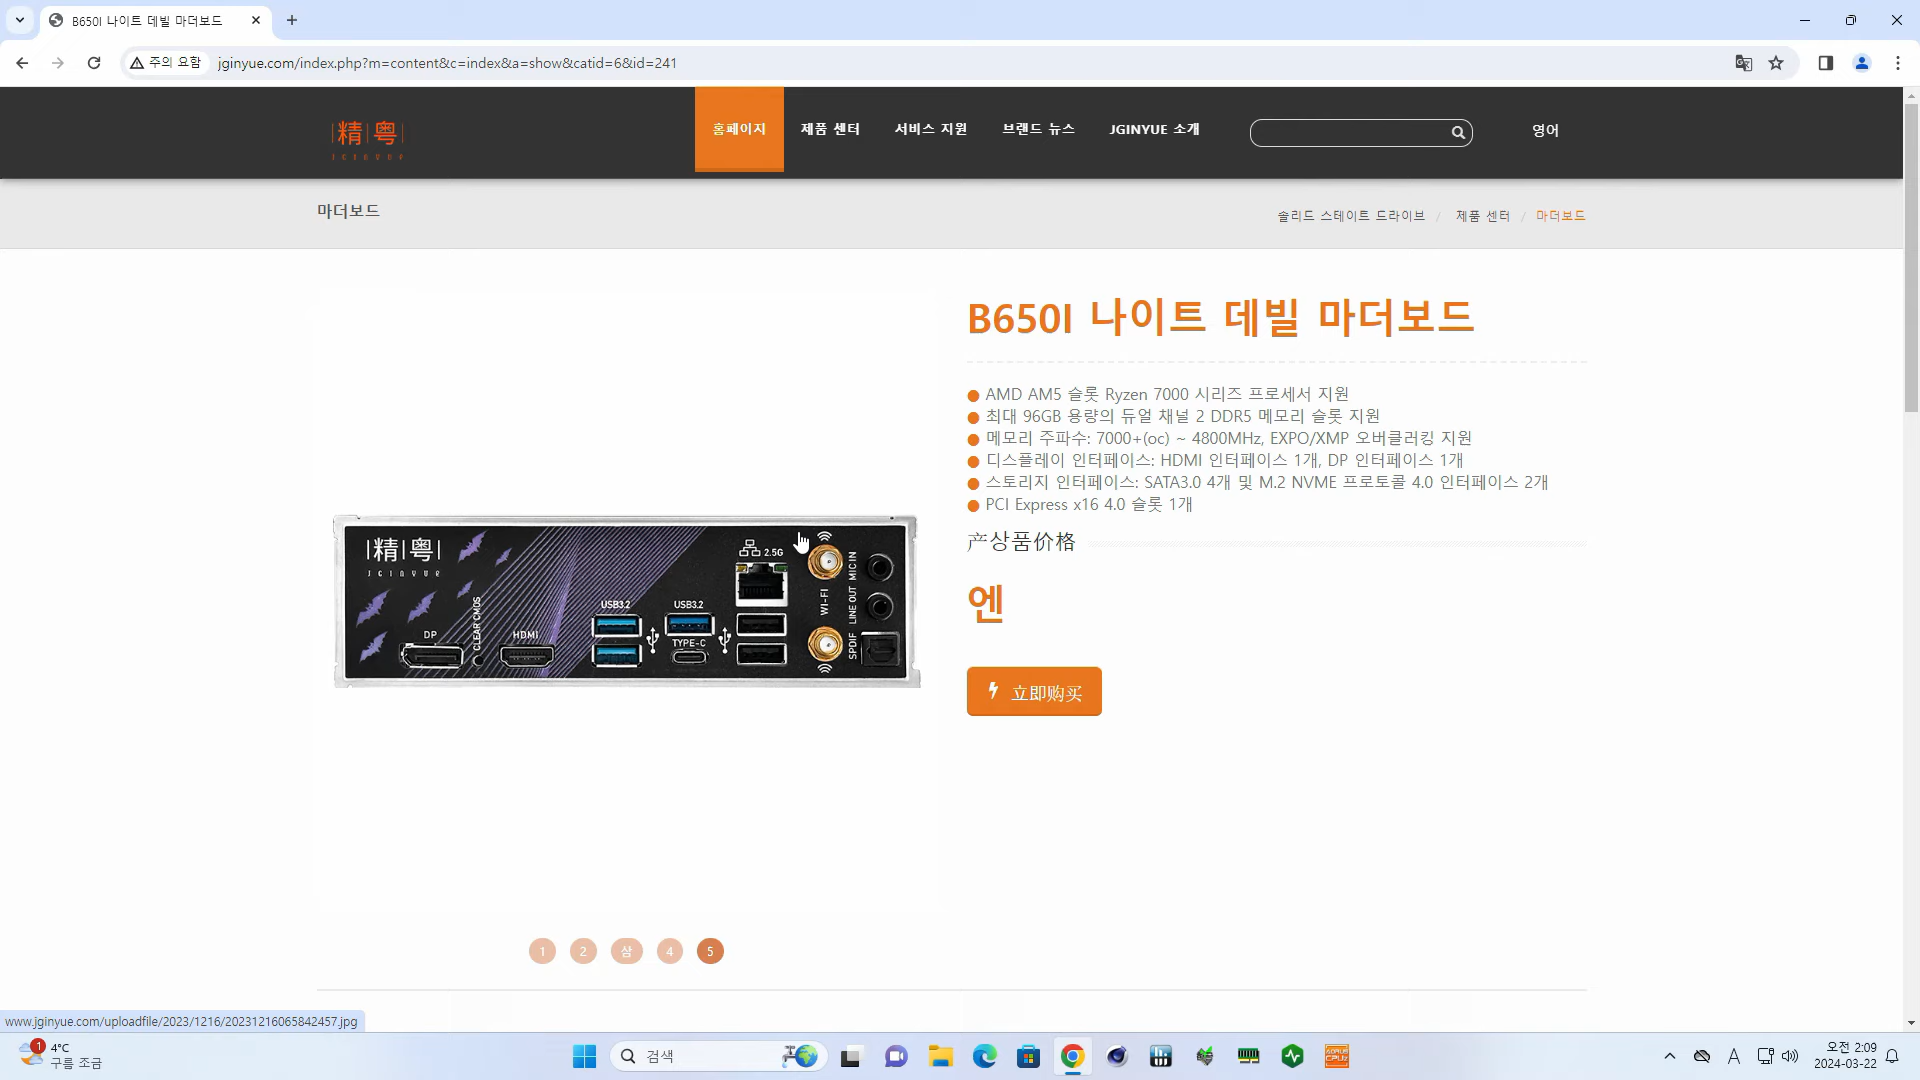 B650I 나이트 데빌 마더보드
주의 요함
jginyue.com/index.php?m=content&c=index&a=show&catid=6&id=241
精粤
JGINYUE
홈페이지
제품 센터
서비스 지원
브랜드 뉴스
JGINYUE 소개
영어
마더보드
솔리드 스테이트 드라이브 / 제품 센터 / 마더보드
B650I 나이트 데빌 마더보드
AMD AM5 슬롯 Ryzen 7000 시리즈 프로세서 지원
최대 96GB 용량의 듀얼 채널 2 DDR5 메모리 슬롯 지원
메모리 주파수: 7000+(oc) ~ 4800MHz, EXPO/XMP 오버클러킹 지원
디스플레이 인터페이스: HDMI 인터페이스 1개, DP 인터페이스 1개
스토리지 인터페이스: SATA3.0 4개 및 M.2 NVME 프로토콜 4.0 인터페이스 2개
PCI Express x16 4.0 슬롯 1개
产상品价格
엔
立即购买
精粤
JGINYUE
DP
CLEAR CMOS
HDMI
USB3.2
USB3.2
TYPE-C
2.5G
WI-FI
MIC IN
LINE OUT
SPDIF
1 2 삼 4 5
www.jginyue.com/uploadfile/2023/1216/20231216065842457.jpg
1
4°C
구름 조금
검색
AORUS
CPUZ
A
오전 2:09
2024-03-22